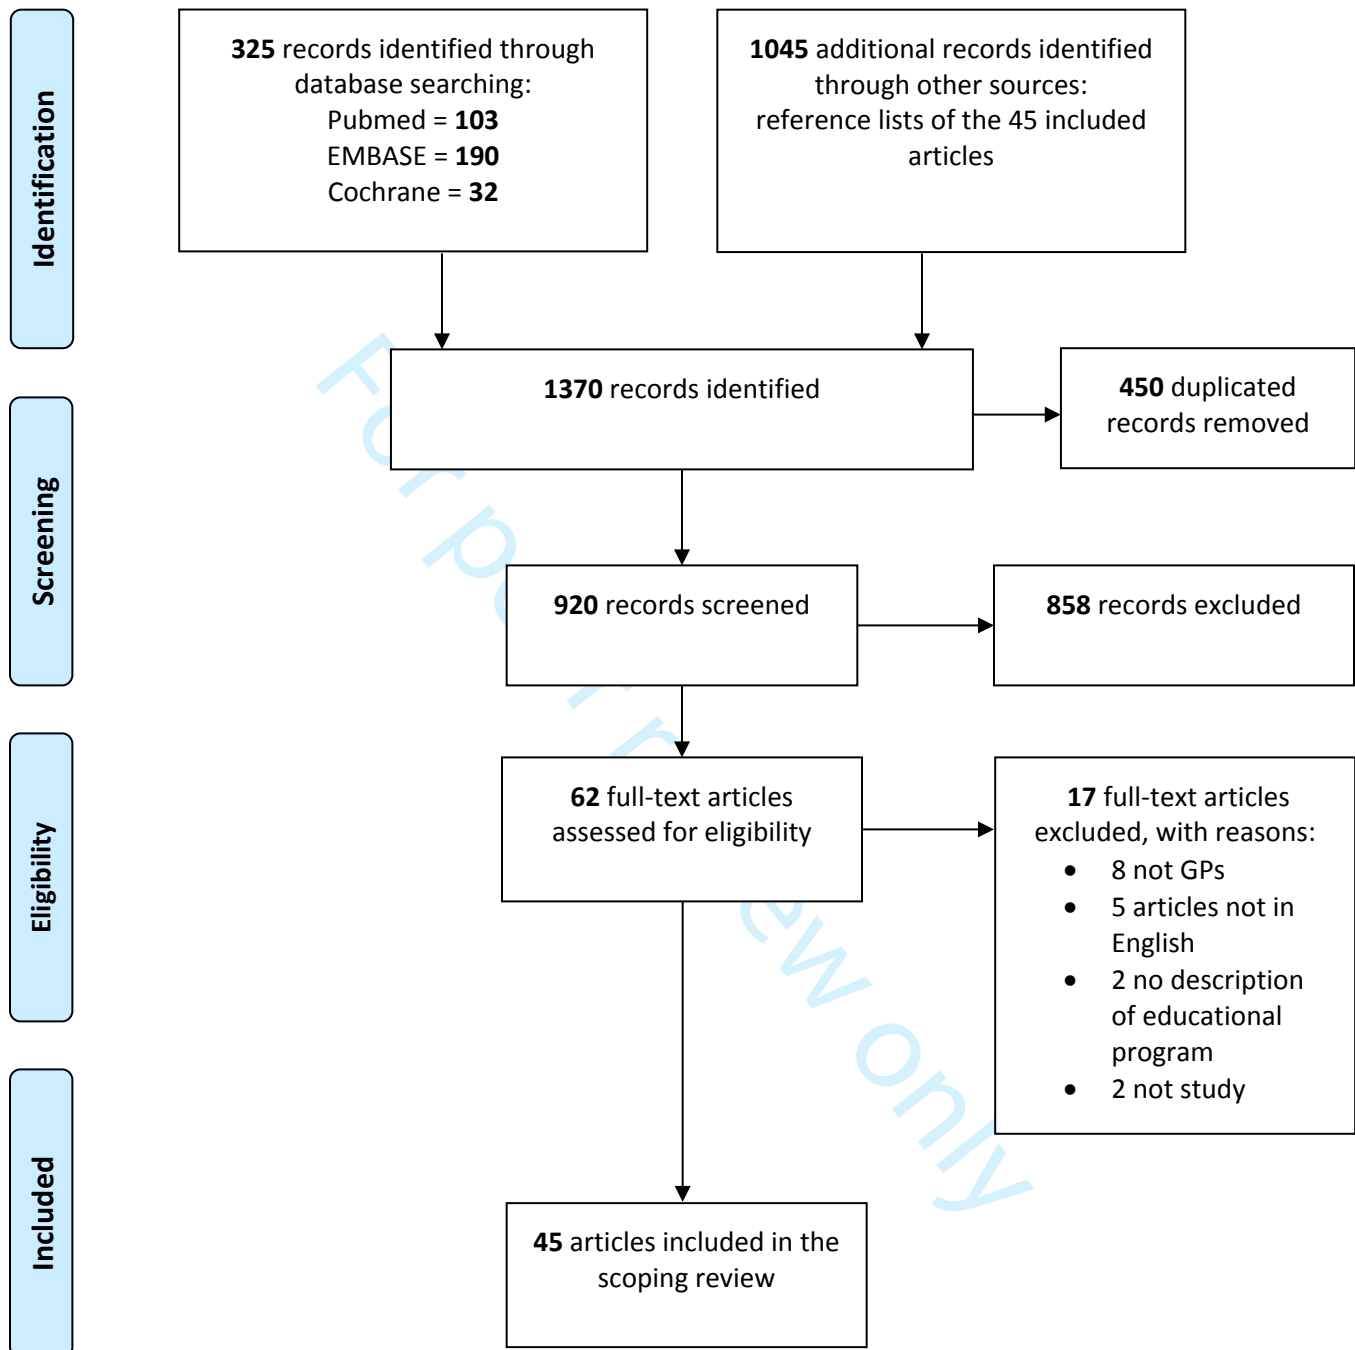 Identification
325 records identified through
database searching:
Pubmed = 103
EMBASE = 190
Cochrane = 32
1045 additional records identified
through other sources:
reference lists of the 45 included
articles
1370 records identified
450 duplicated
records removed
Screening
920 records screened
858 records excluded
Eligibility
62 full-text articles
assessed for eligibility
17 full-text articles
excluded, with reasons:
• 8 not GPs
• 5 articles not in
English
• 2 no description
of educational
program
• 2 not study
Included
45 articles included in the
scoping review
For peer review only